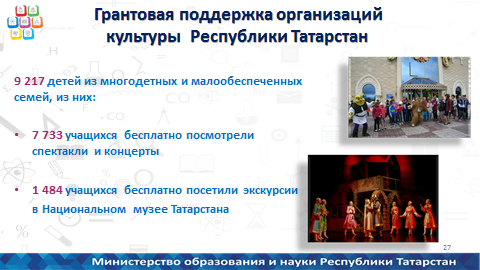 Грантовая поддержка организаций
культуры Республики Татарстан
9 217 детей из многодетных и малообеспеченных
семей, из них:
• 7 733 учащихся бесплатно посмотрели
спектакли и концерты
• 1 484 учащихся бесплатно посетили экскурсии
в Национальном музее Татарстана
27
Министерство образования и науки Республики Татарстан